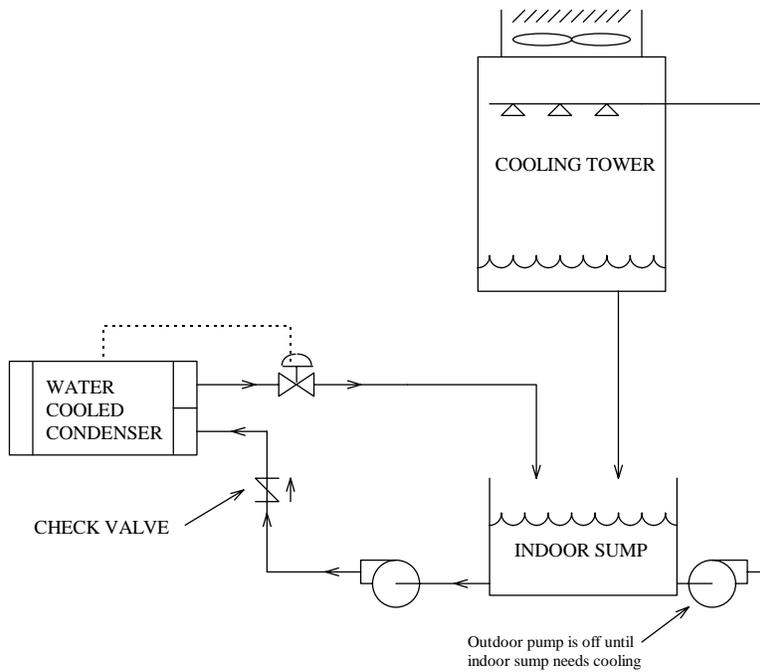 COOLING TOWER
WATER
COOLED
CONDENSER
CHECK VALVE
INDOOR SUMP
Outdoor pump is off until
indoor sump needs cooling